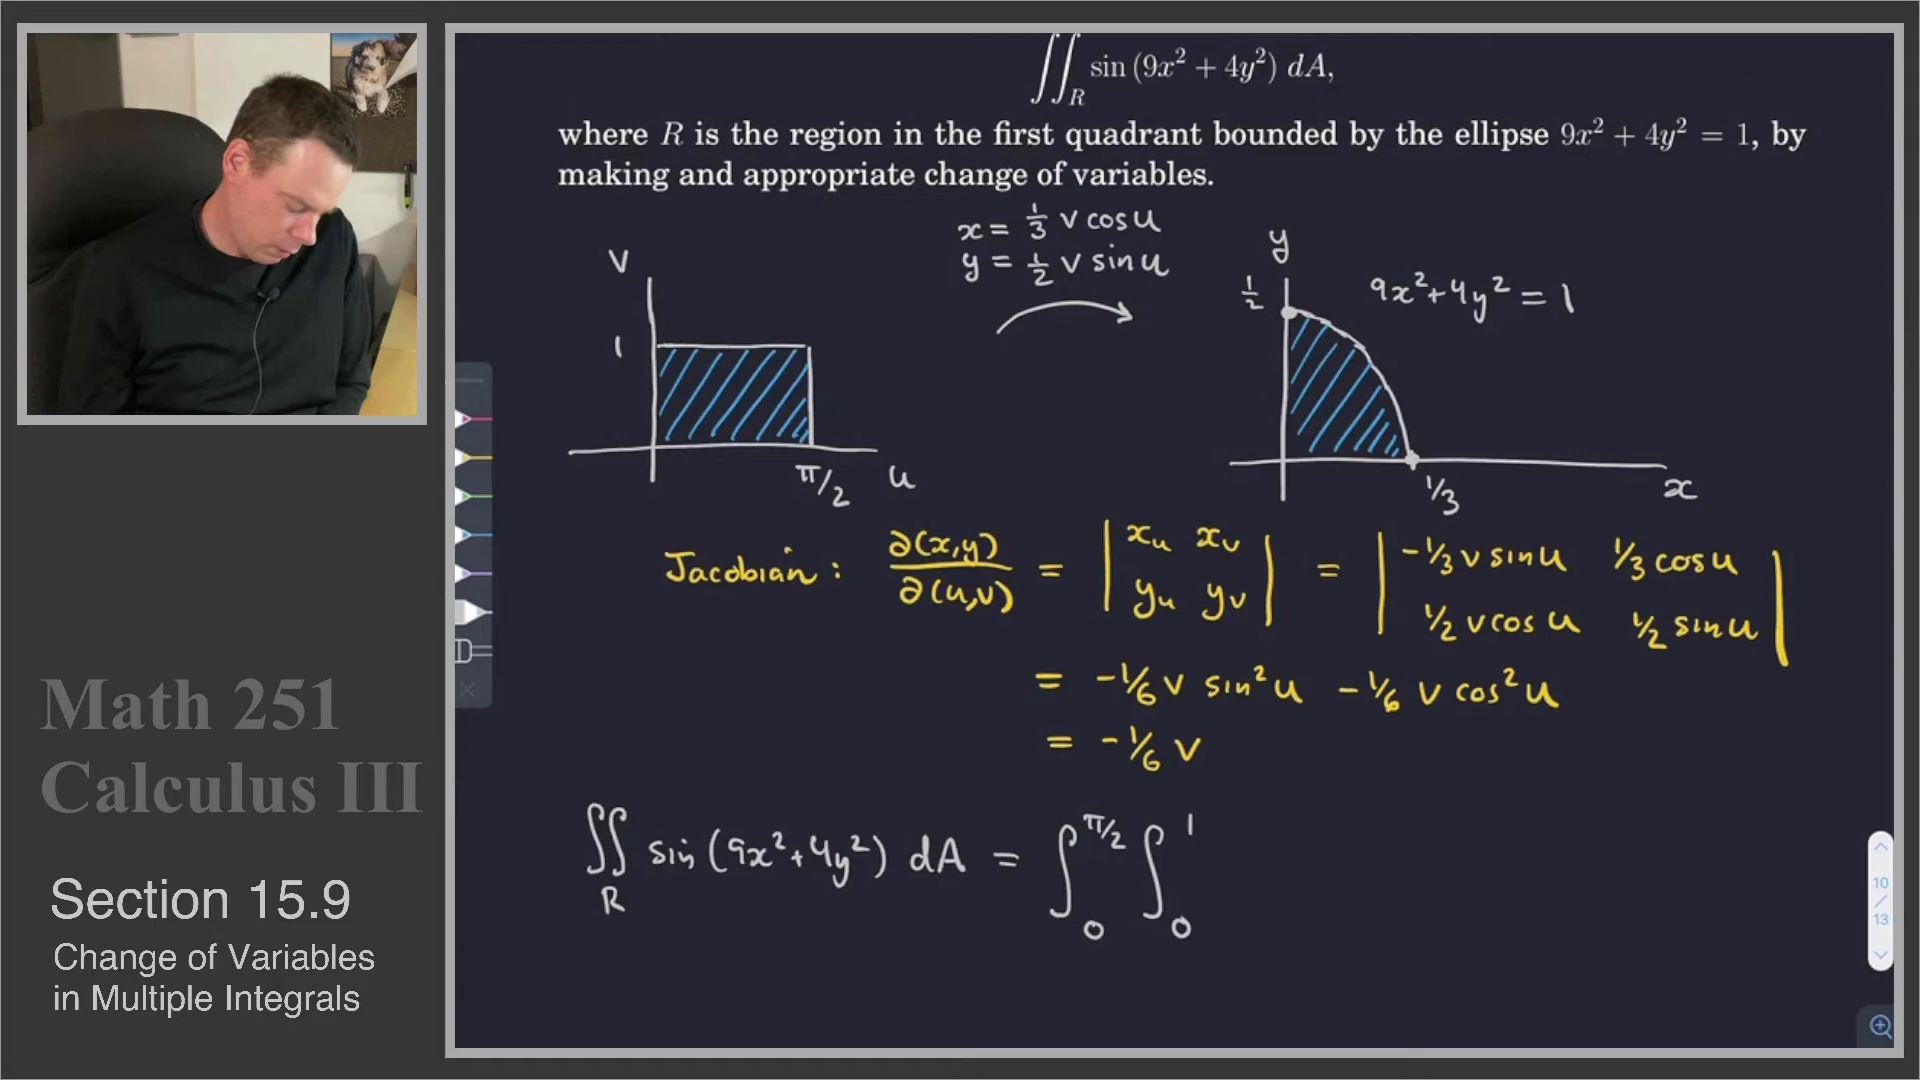 ∬_R sin (9x² + 4y²) dA,
where R is the region in the first quadrant bounded by the ellipse 9x² + 4y² = 1, by
making and appropriate change of variables.
x = 1/3 v cos u
y = 1/2 v sin u
v
1
π/2
u
y
1/2
9x²+4y² = 1
1/3
x
Jacobian: ∂(x,y)/∂(u,v) = | x_u x_v ; y_u y_v | = | -1/3 v sin u 1/3 cos u ; 1/2 v cos u 1/2 sin u |
= -1/6 v sin² u - 1/6 v cos² u
= -1/6 v
∬_R sin (9x²+4y²) dA = ∫_0^{π/2} ∫_0^1
Math 251
Calculus III
Section 15.9
Change of Variables
in Multiple Integrals
10
/
13